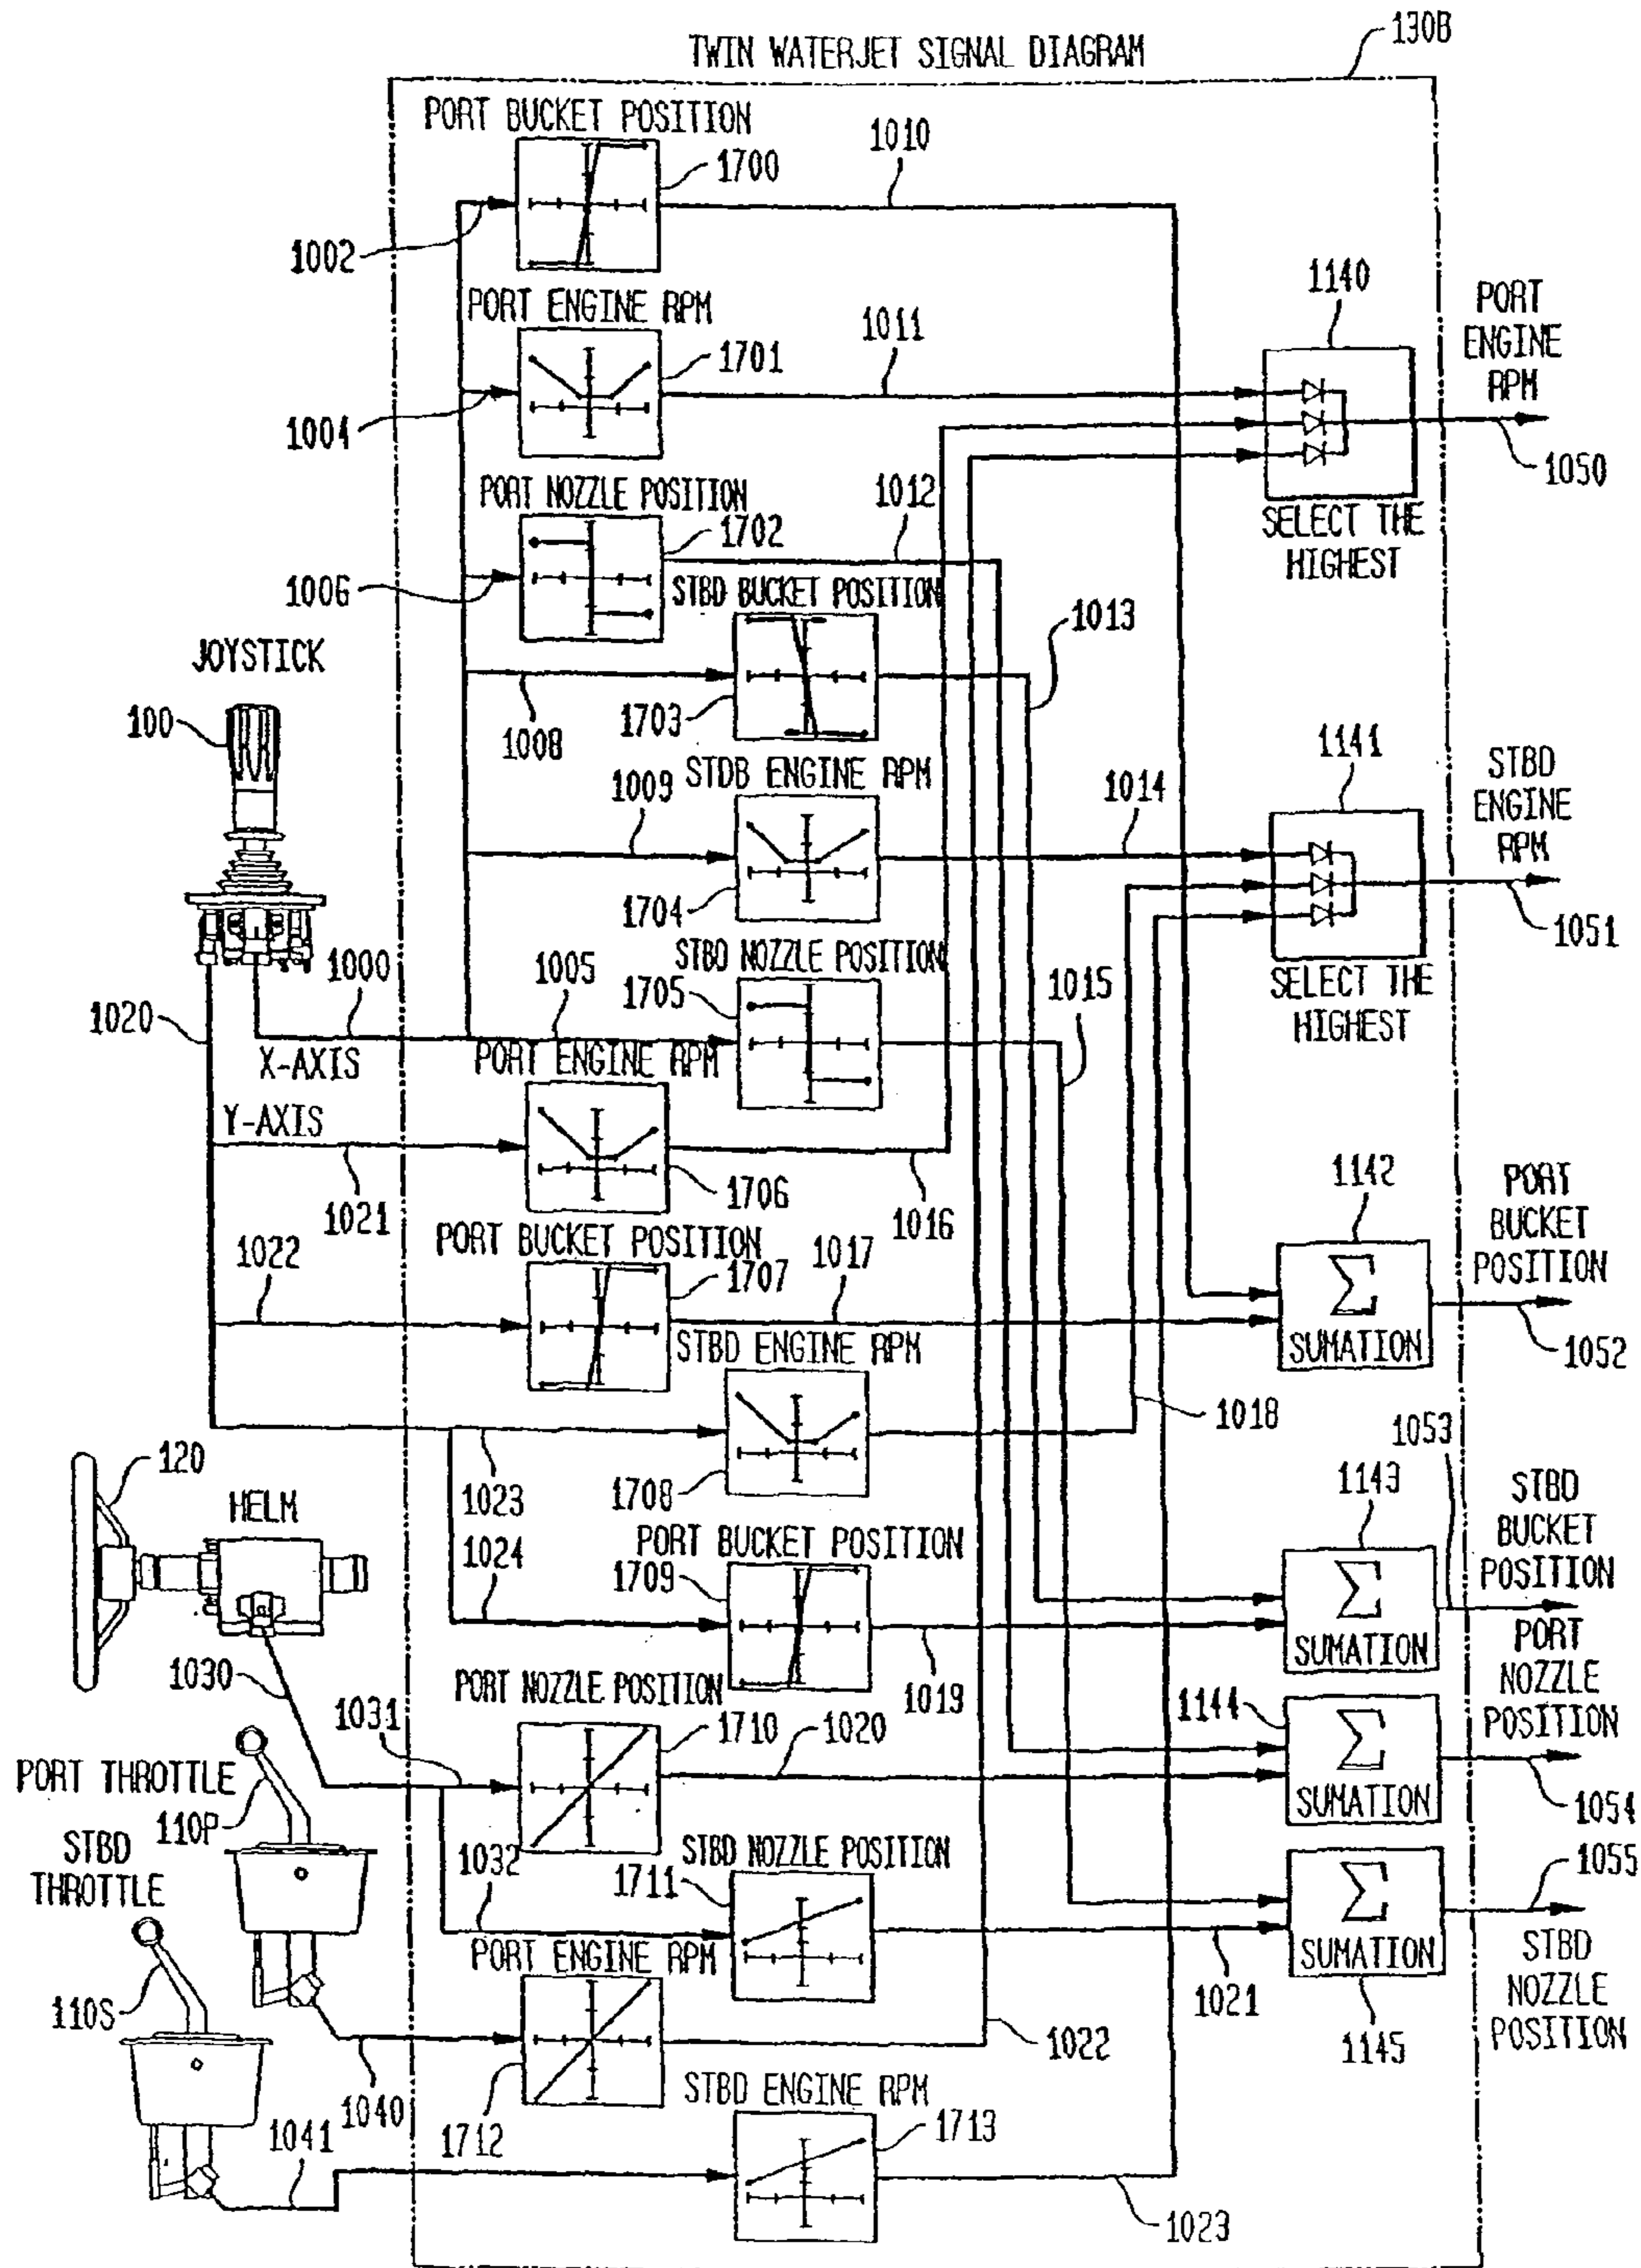 TWIN WATERJET SIGNAL DIAGRAM
130B
PORT BUCKET POSITION
1700
1010
1002
PORT ENGINE RPM
1701
1011
1004
1140
PORT
ENGINE
RPM
1050
SELECT THE
HIGHEST
PORT NOZZLE POSITION
1702
1012
1006
STBD BUCKET POSITION
1013
JOYSTICK
100
1703
1008
STDB ENGINE RPM
1009
1014
1704
1141
STBD
ENGINE
RPM
1051
SELECT THE
HIGHEST
STBD NOZZLE POSITION
1000
1005
1705
1015
1020
X-AXIS
PORT ENGINE RPM
Y-AXIS
1021
1706
1016
1142
PORT
BUCKET
POSITION
PORT BUCKET POSITION
1022
1707
1017
Σ
SUMATION
1052
STBD ENGINE RPM
1018
1023
1708
1053
1143
STBD
BUCKET
POSITION
120
HELM
1024
PORT BUCKET POSITION
1709
1019
Σ
SUMATION
PORT
NOZZLE
POSITION
1030
1031
PORT NOZZLE POSITION
1710
1020
1144
Σ
SUMATION
1054
PORT THROTTLE
110P
STBD
THROTTLE
110S
1032
STBD NOZZLE POSITION
1711
1021
1055
Σ
SUMATION
1145
STBD
NOZZLE
POSITION
PORT ENGINE RPM
1040
1712
1022
1041
STBD ENGINE RPM
1713
1023